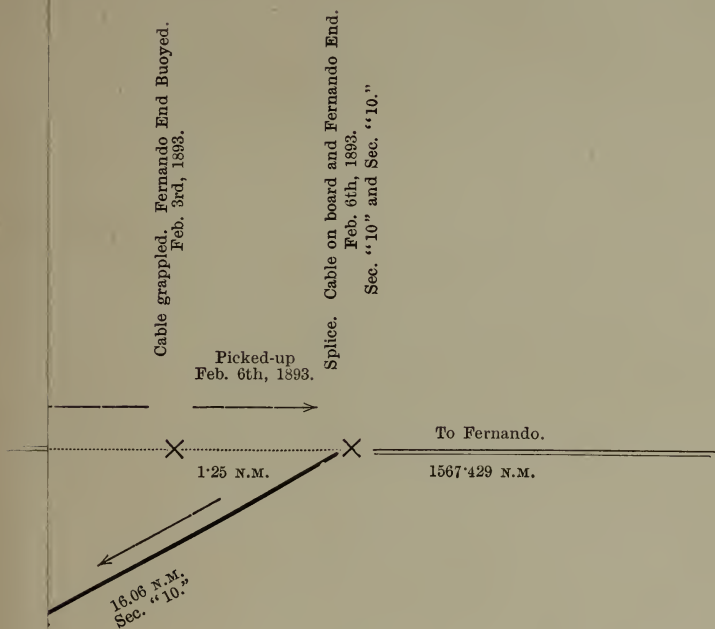 Cable grappled. Fernando End Buoyed.
Feb. 3rd, 1893.
Splice. Cable on board and Fernando End.
Feb. 6th, 1893.
Sec. “10” and Sec. “10.”
Picked-up
Feb. 6th, 1893.
To Fernando.
1·25 N.M.
1567·429 N.M.
16.06 N.M.
Sec. “10.”